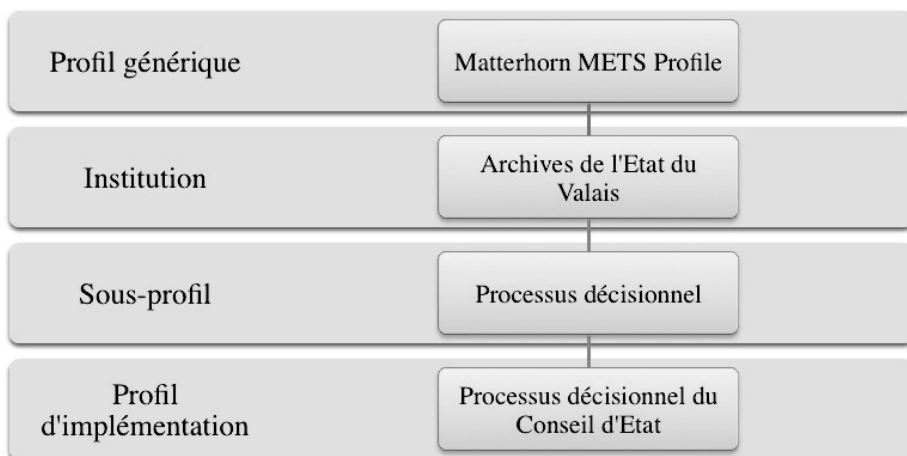 Profil générique
Matterhorn METS Profile
Institution
Archives de l'Etat du
Valais
Sous-profil
Processus décisionnel
Profil
d'implémentation
Processus décisionnel du
Conseil d'Etat